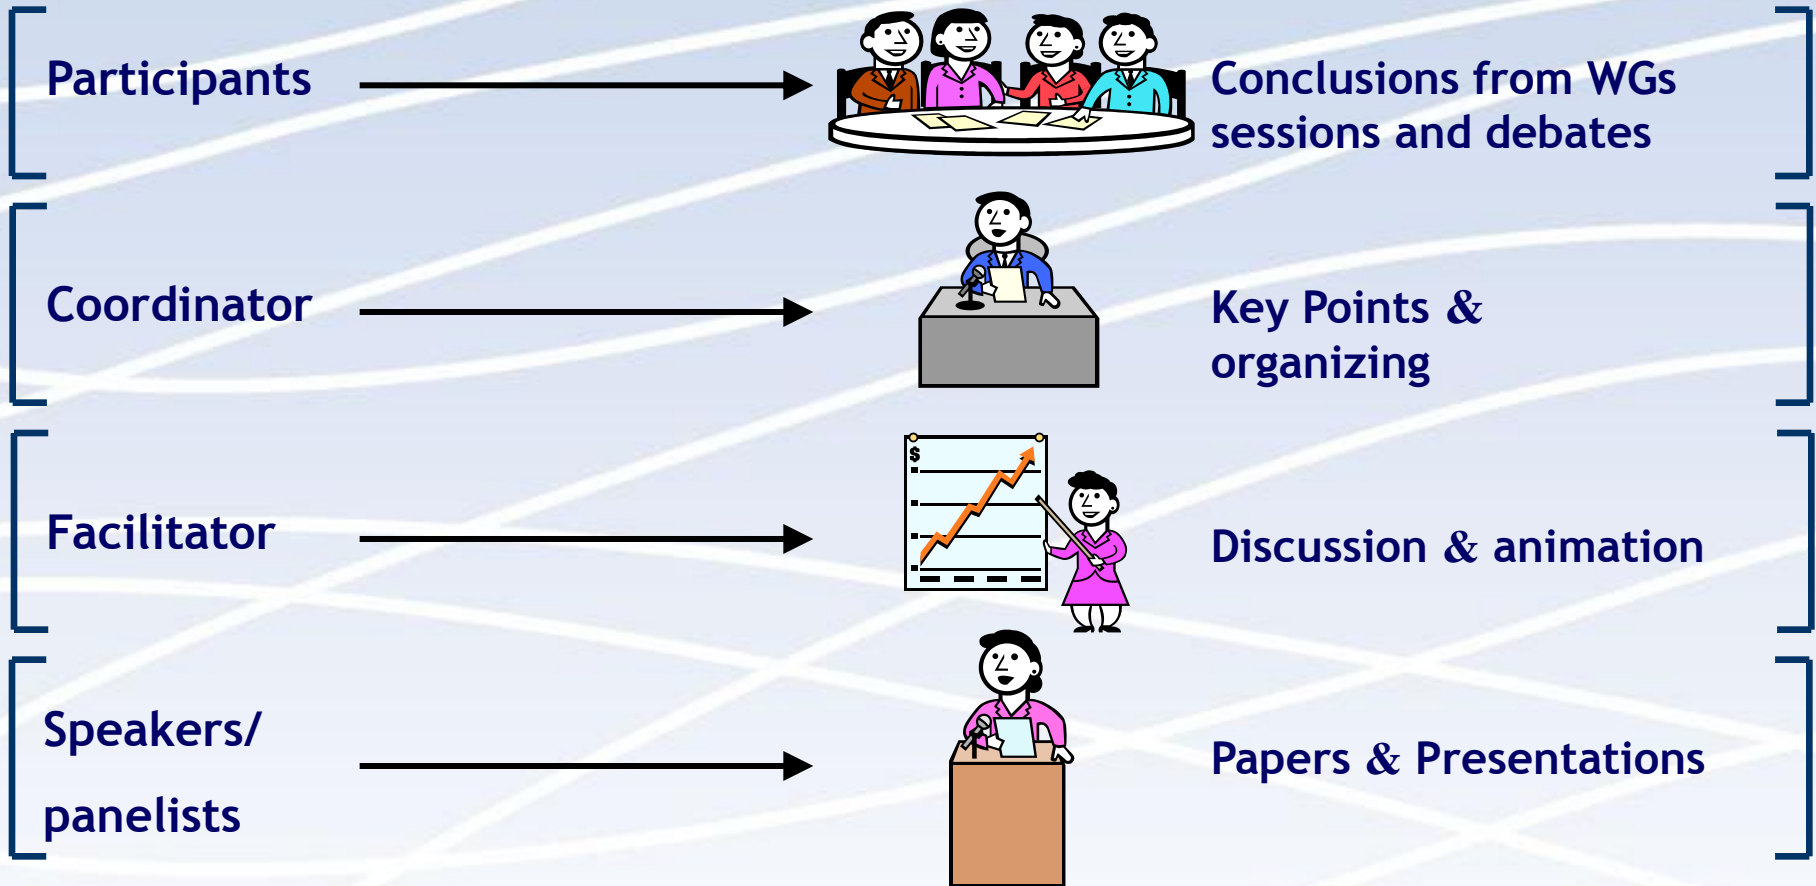 Participants
Conclusions from WGs
sessions and debates
Coordinator
Key Points &
organizing
$
Facilitator
Discussion & animation
Speakers/
panelists
Papers & Presentations